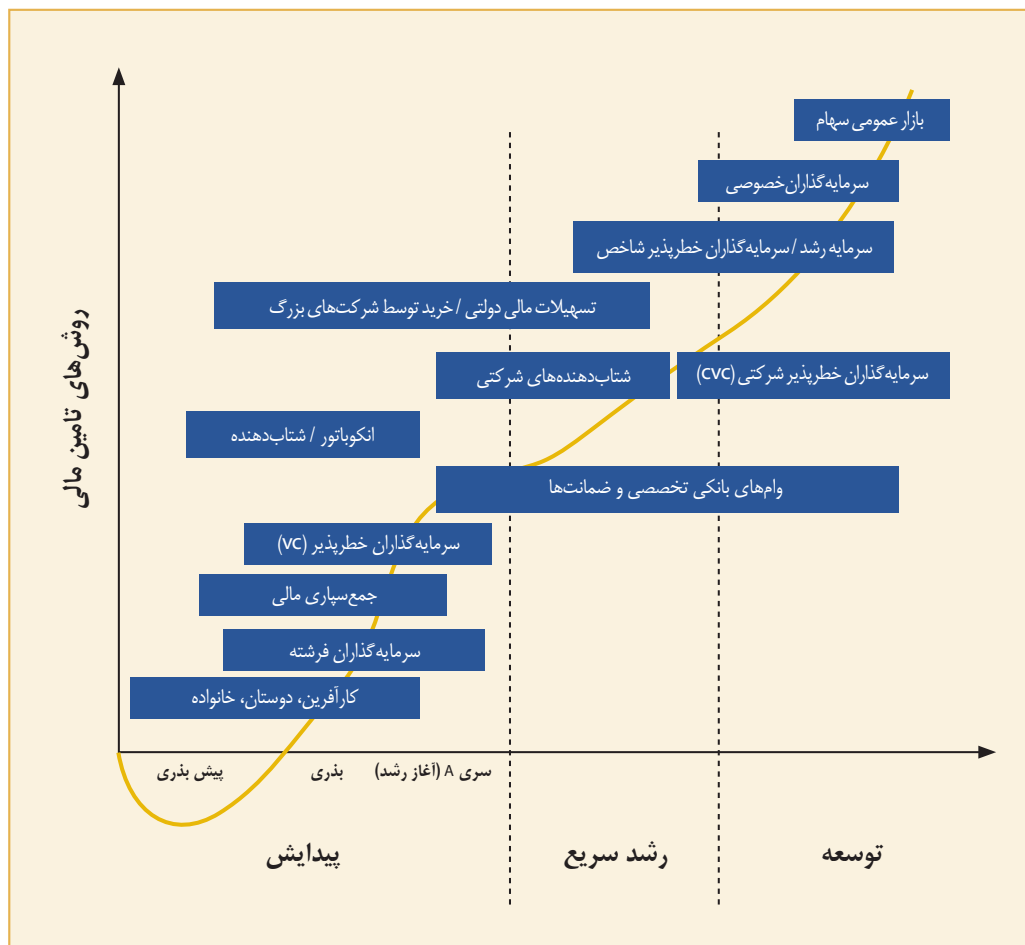 بازار عمومی سهام
سرمایه‌گذاران‌خصوصی
سرمایه رشد / سرمایه‌گذاران خطرپذیر شاخص
تسهیلات مالی دولتی / خرید توسط شرکت‌های بزرگ
شتاب‌دهنده‌های شرکتی
سرمایه‌گذاران خطرپذیر شرکتی (CVC)
انکوباتور / شتاب‌دهنده
وام‌های بانکی تخصصی و ضمانت‌ها
سرمایه‌گذاران خطرپذیر (VC)
جمع‌سپاری مالی
سرمایه‌گذاران فرشته
کارآفرین، دوستان، خانواده
روش‌های تامین مالی
پیش بذری
بذری
سری A (آغاز رشد)
پیدایش
رشد سریع
توسعه